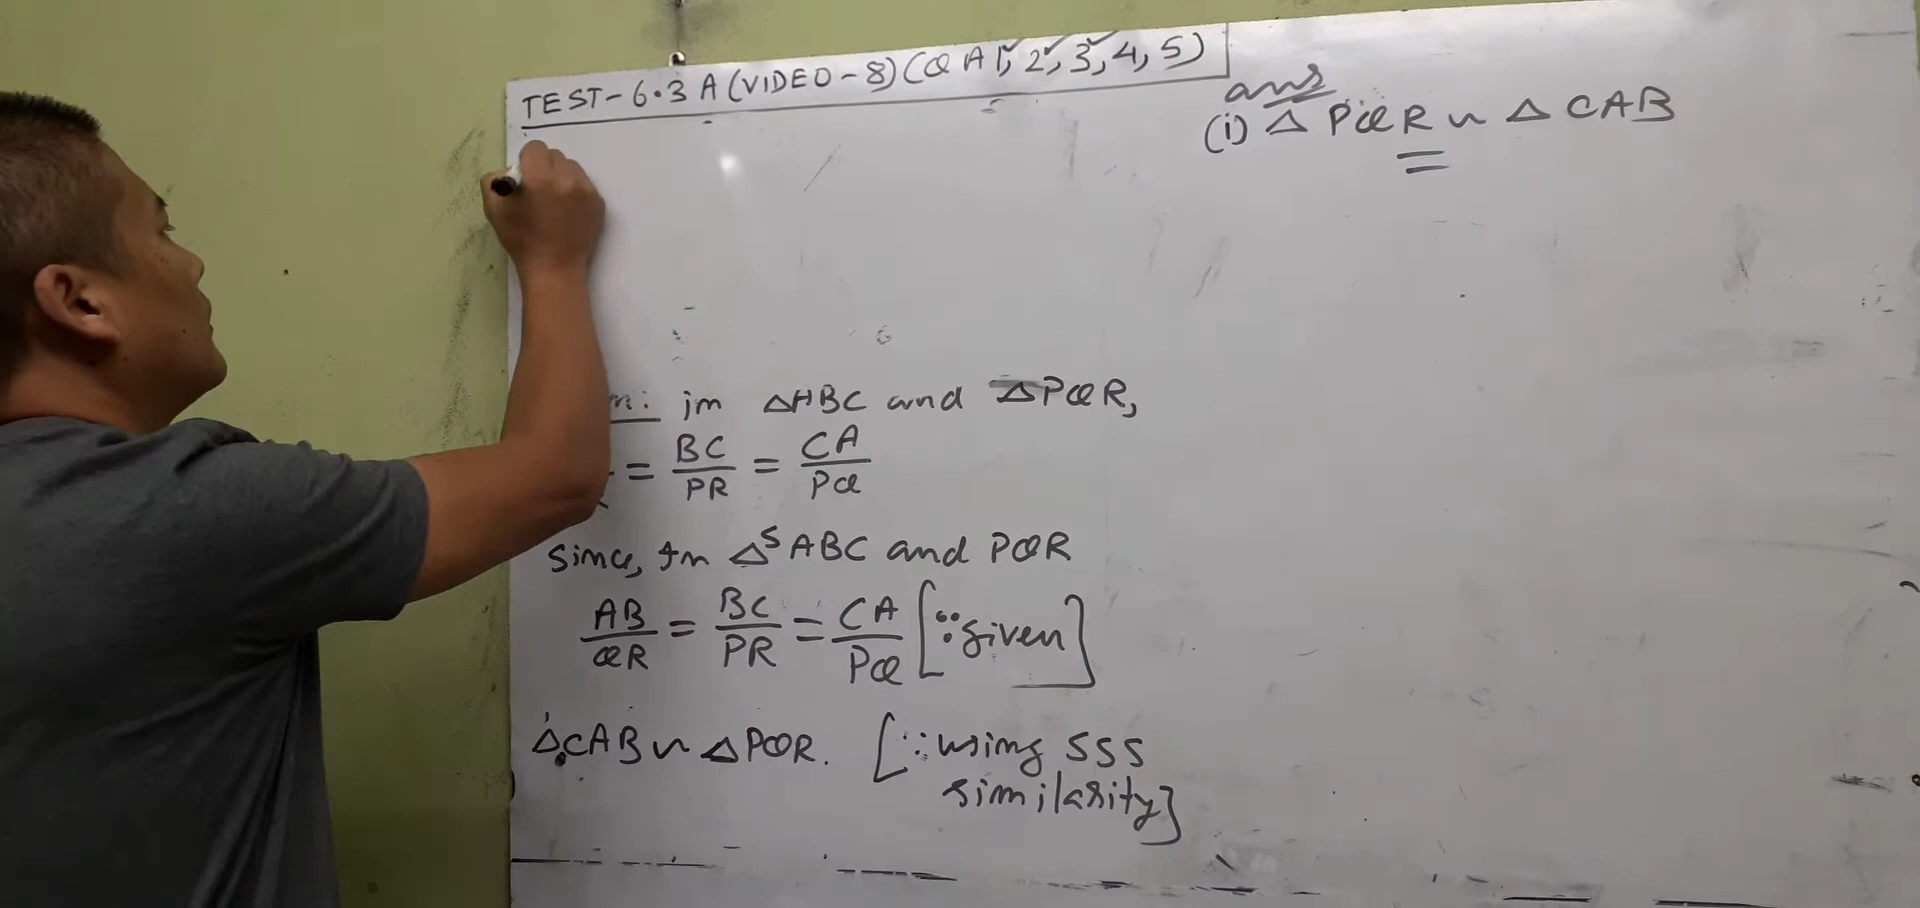 TEST-6.3 A (VIDEO-8) (Q A 1, 2, 3, 4, 5)
ans
(i) △ PQR ~ △ CAB
n: in △ABC and △PQR,
= BC/PR = CA/PQ
Since, In △s ABC and PQR
AB/QR = BC/PR = CA/PQ [∵ given]
△CAB ~ △PQR. [∵ using SSS
similarity]